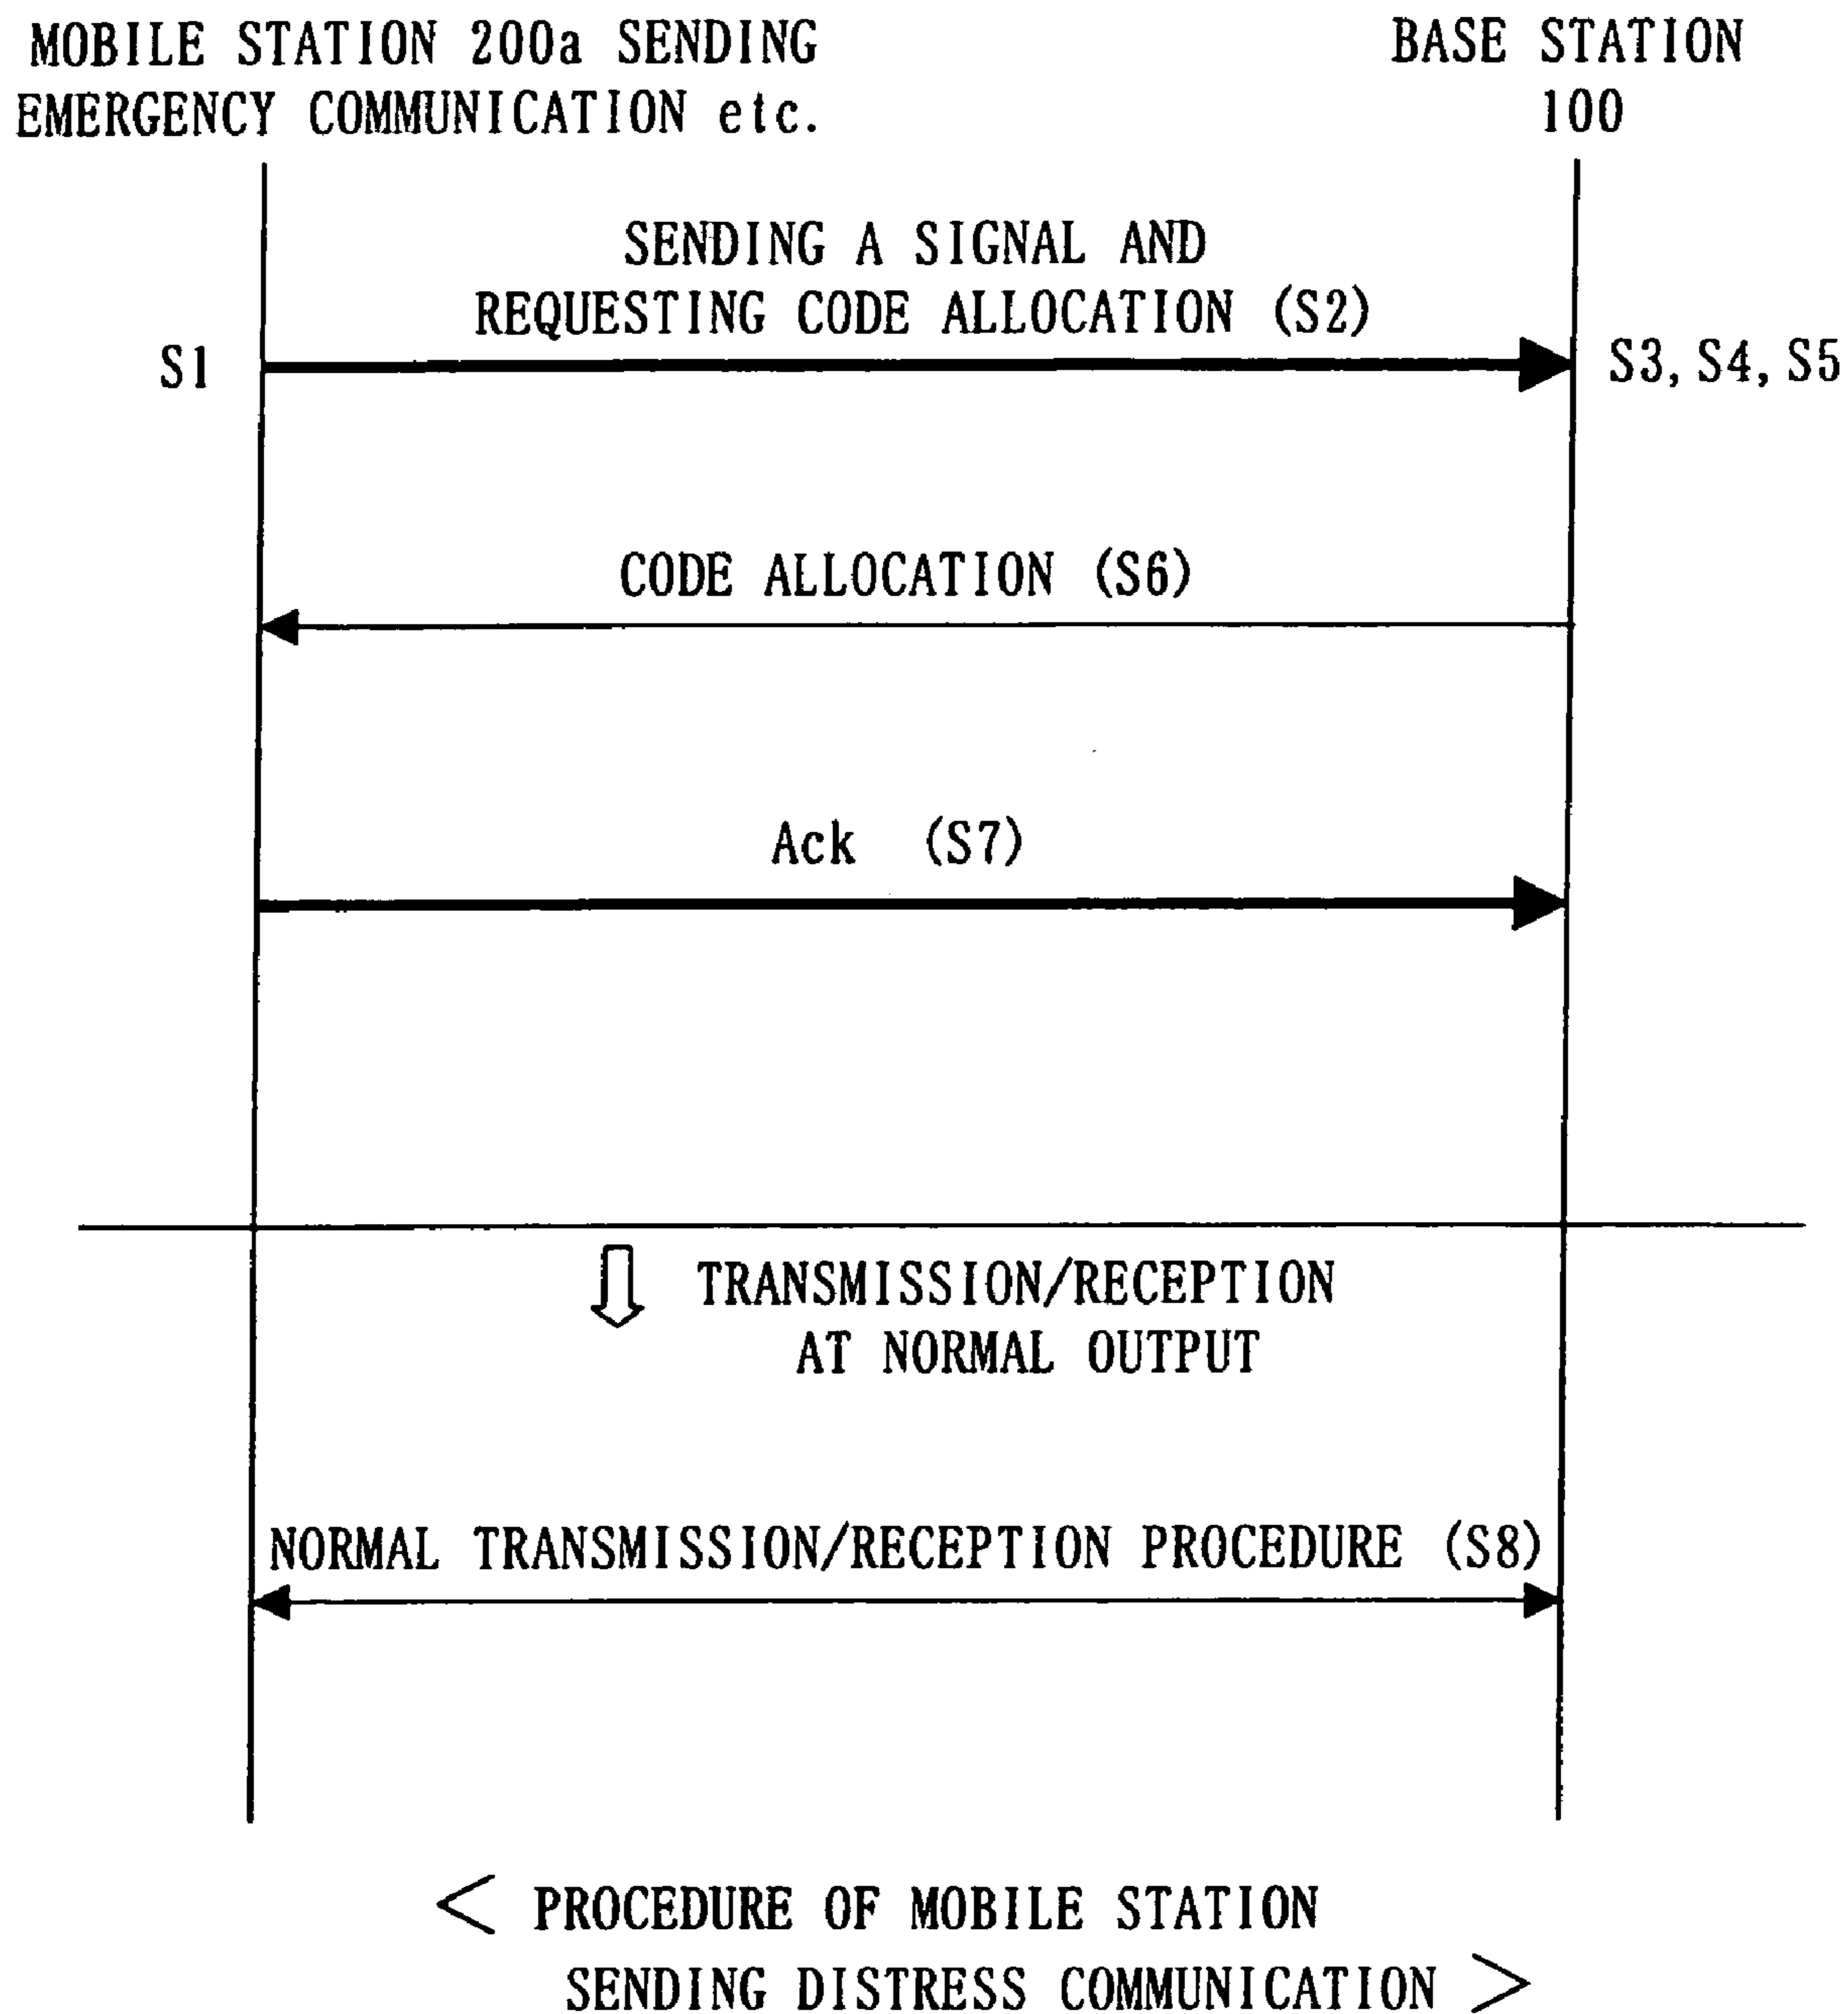 MOBILE STATION 200a SENDING
EMERGENCY COMMUNICATION etc.
BASE STATION
100
SENDING A SIGNAL AND
REQUESTING CODE ALLOCATION (S2)
S1
S3, S4, S5
CODE ALLOCATION (S6)
Ack (S7)
TRANSMISSION/RECEPTION
AT NORMAL OUTPUT
NORMAL TRANSMISSION/RECEPTION PROCEDURE (S8)
< PROCEDURE OF MOBILE STATION
SENDING DISTRESS COMMUNICATION >